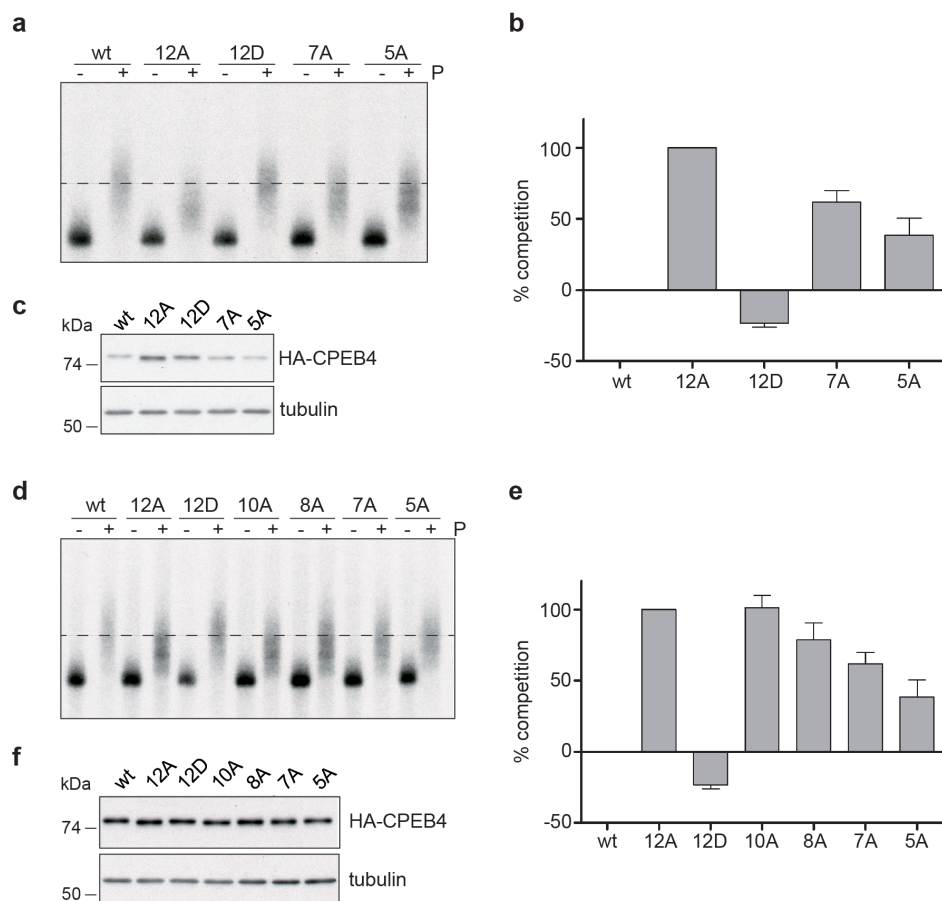 a
wt 12A 12D 7A 5A
- + - + - + - + - + P
b
100
50
0
-50
% competition
wt 12A 12D 7A 5A
c
kDa wt 12A 12D 7A 5A
74 HA-CPEB4
tubulin
50
d
wt 12A 12D 10A 8A 7A 5A
- + - + - + - + - + - + - + P
e
100
50
0
-50
% competition
wt 12A 12D 10A 8A 7A 5A
f
kDa wt 12A 12D 10A 8A 7A 5A
74 HA-CPEB4
tubulin
50